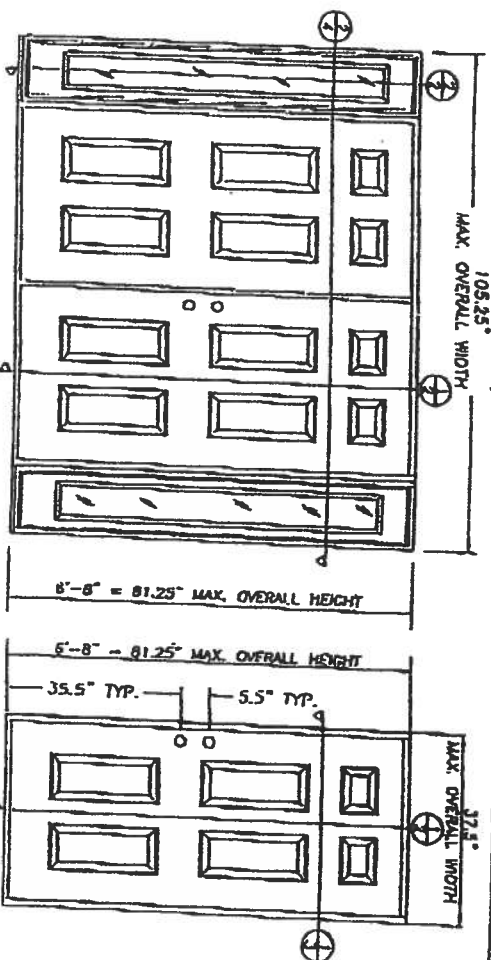 105.25"
MAX. OVERALL WIDTH
6'-8" = 81.25" MAX. OVERALL HEIGHT
6'-8" - 81.25" MAX. OVERALL HEIGHT
35.5" TYP.
5.5" TYP.
37.5"
MAX. OVERALL WIDTH